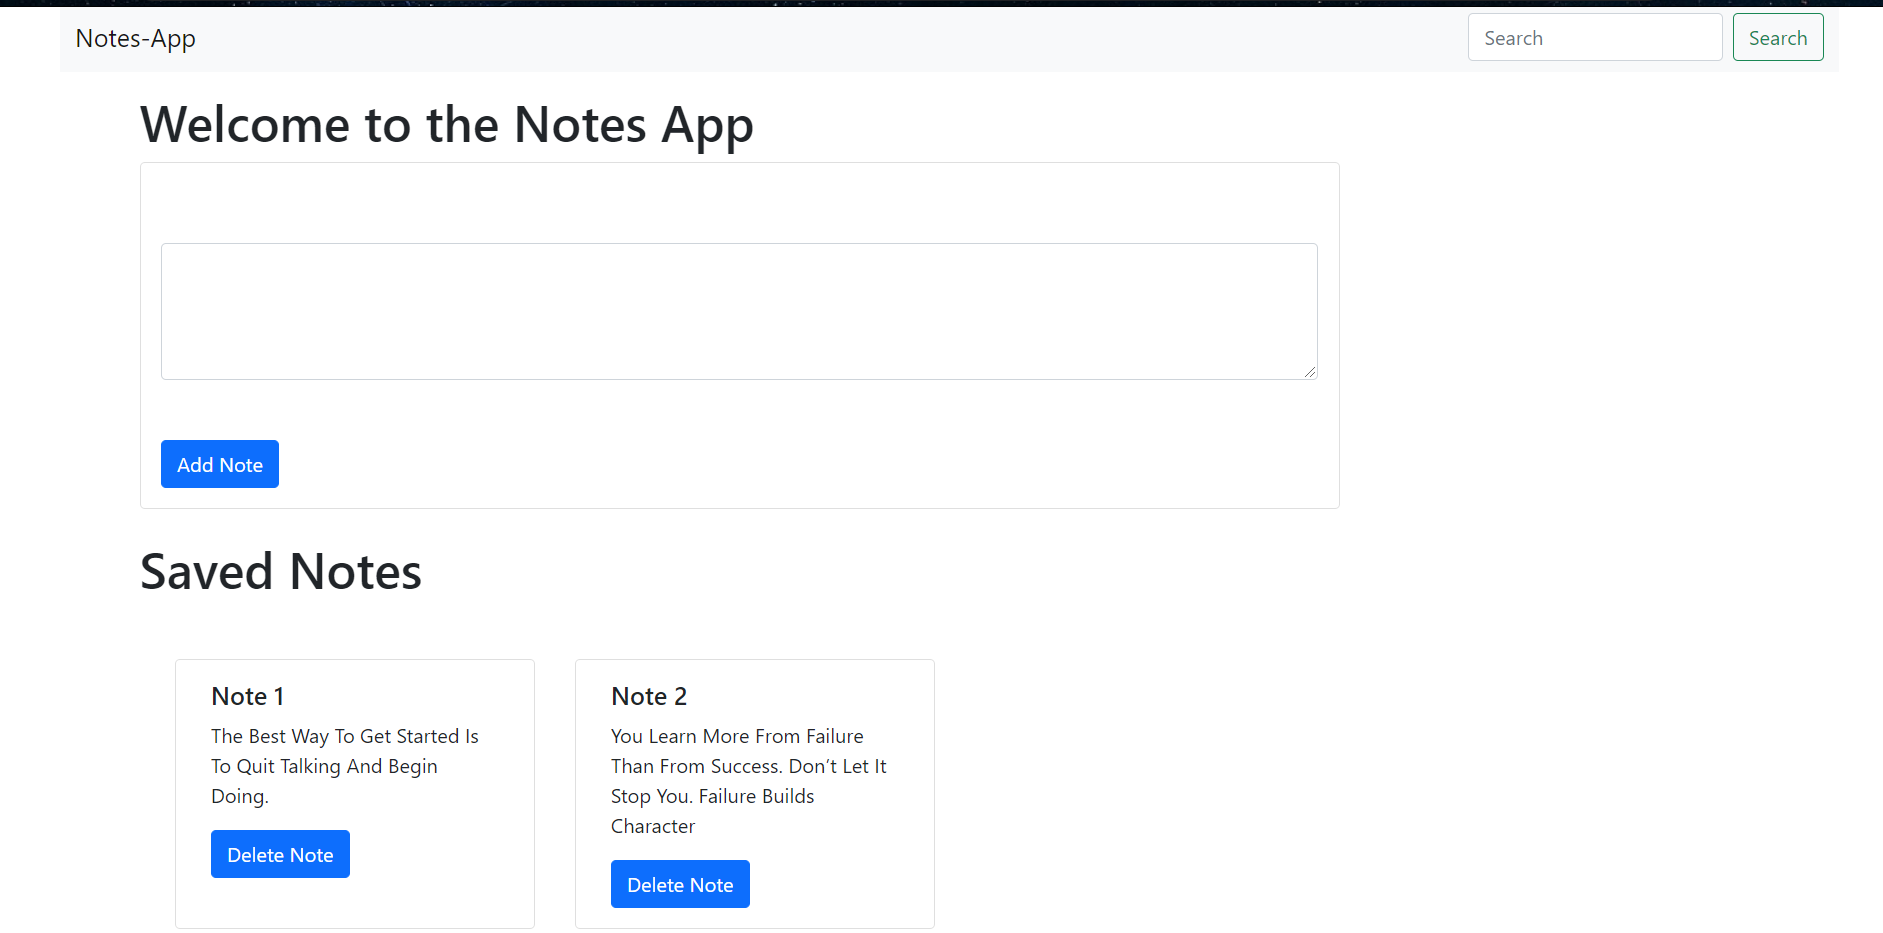 Notes-App
Search
Search
Welcome to the Notes App
Add Note
Saved Notes
Note 1
The Best Way To Get Started Is
To Quit Talking And Begin
Doing.
Delete Note
Note 2
You Learn More From Failure
Than From Success. Don’t Let It
Stop You. Failure Builds
Character
Delete Note